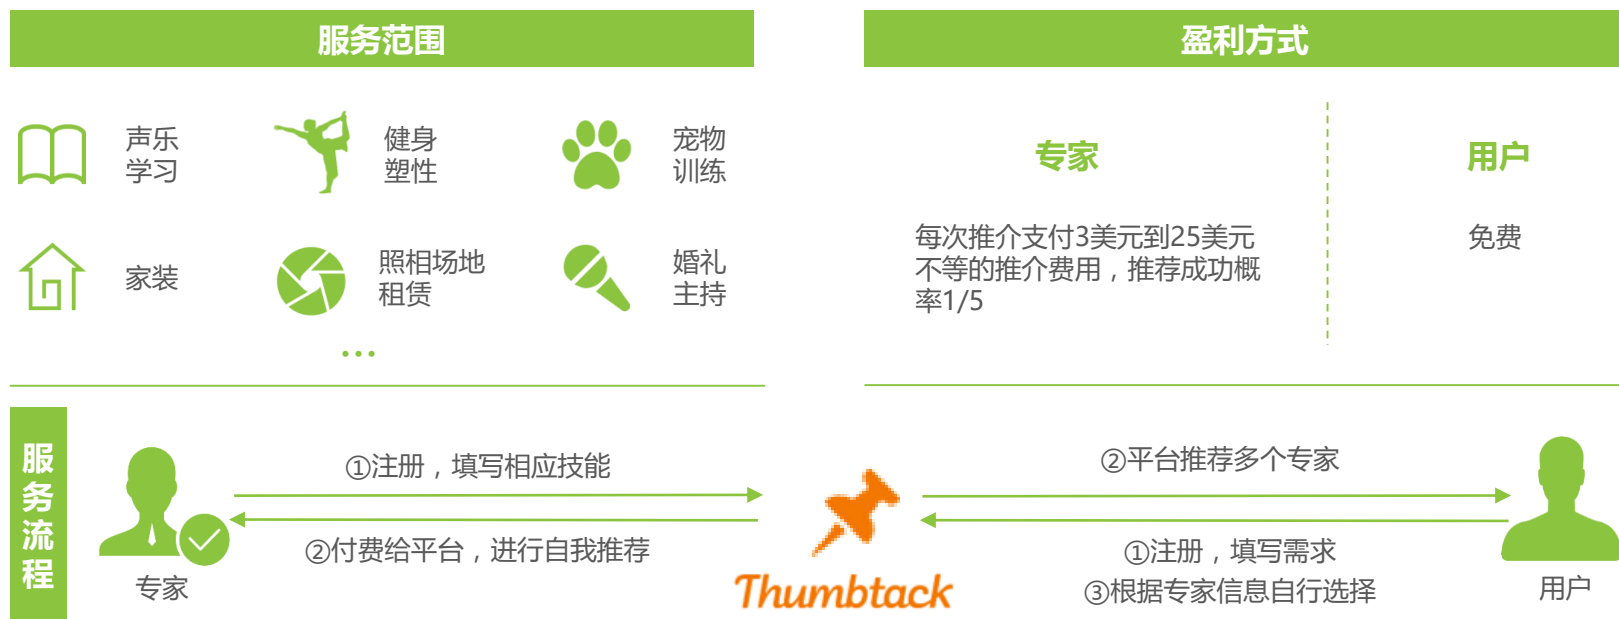 服务范围
声乐
学习
健身
塑性
宠物
训练
家装
照相场地
租赁
婚礼
主持
...
盈利方式
专家
每次推介支付3美元到25美元
不等的推介费用，推荐成功概
率1/5
用户
免费
服务流程
①注册，填写相应技能
②付费给平台，进行自我推荐
专家
Thumbtack
②平台推荐多个专家
①注册，填写需求
③根据专家信息自行选择
用户